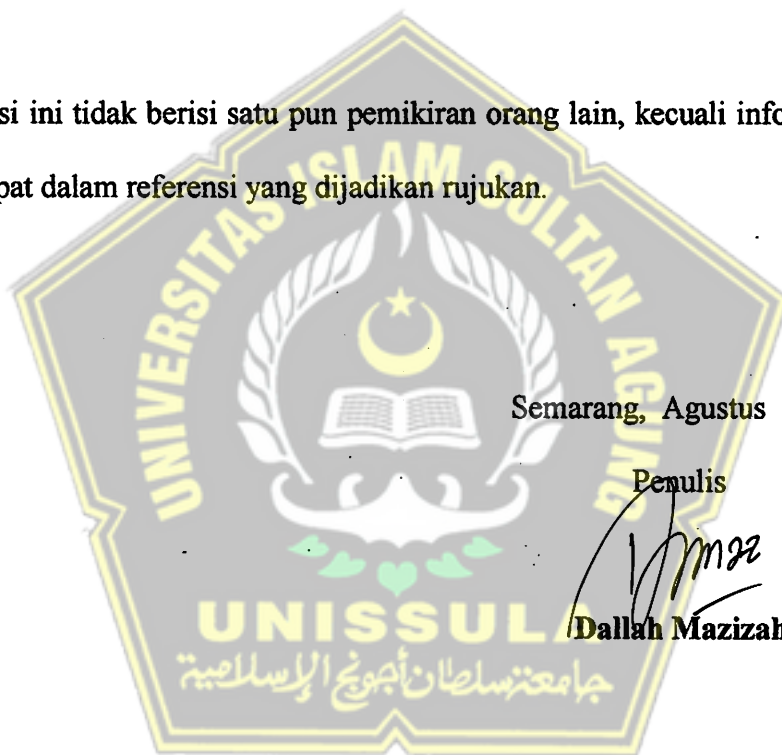 si ini tidak berisi satu pun pemikiran orang lain, kecuali info
pat dalam referensi yang dijadikan rujukan.
UNIVERSITAS ISLAM SULTAN AGUNG
Semarang, Agustus
Penulis
Dallah Mazizah
UNISSULA
جامعة سلطان أجونج الإسلامية